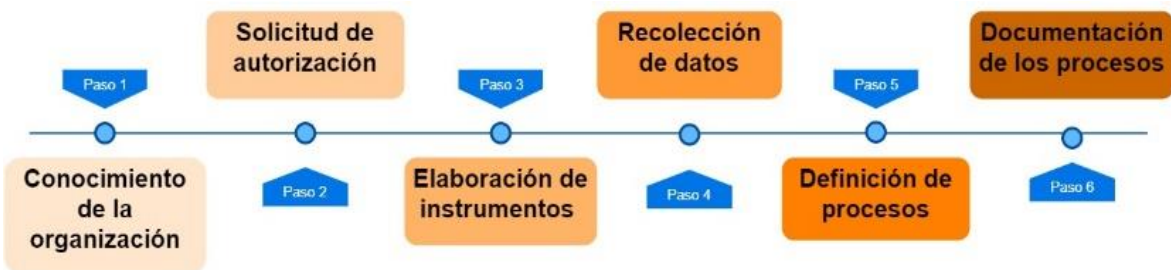 Paso 1
Conocimiento
de la
organización
Solicitud de
autorización
Paso 2
Paso 3
Elaboración de
instrumentos
Recolección
de datos
Paso 4
Paso 5
Definición de
procesos
Documentación
de los procesos
Paso 6